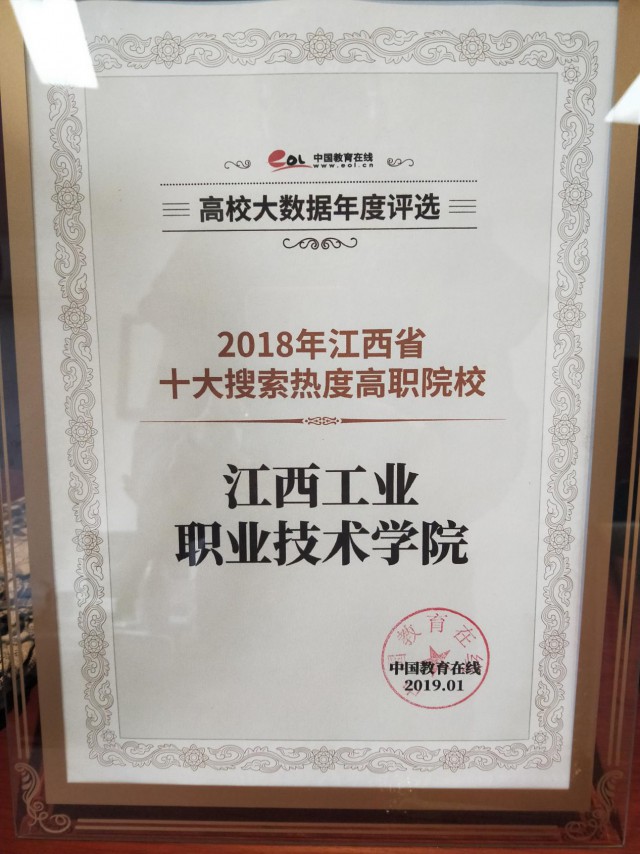 eol 中国教育在线
www.eol.cn
高校大数据年度评选
2018年江西省
十大搜索热度高职院校
江西工业
职业技术学院
国教育在线
中国教育在线
2019.01